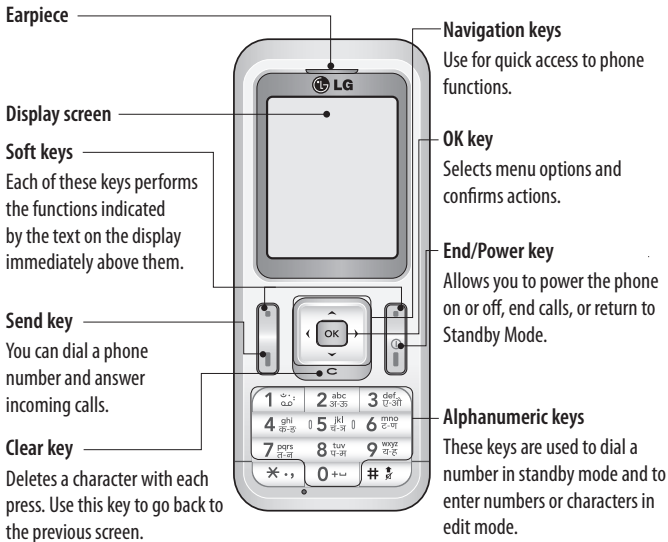 Earpiece
Display screen
Soft keys
Each of these keys performs
the functions indicated
by the text on the display
immediately above them.
Send key
You can dial a phone
number and answer
incoming calls.
Clear key
Deletes a character with each
press. Use this key to go back to
the previous screen.
LG
OK
C
1
2 abc अ-ऊ
3 def ए-औ
4 ghi क-ङ
5 jkl च-ञ
6 mno ट-ण
7 pqrs त-न
8 tuv प-म
9 wxyz य-ह
* . ,
0 +
#
Navigation keys
Use for quick access to phone
functions.
OK key
Selects menu options and
confirms actions.
End/Power key
Allows you to power the phone
on or off, end calls, or return to
Standby Mode.
Alphanumeric keys
These keys are used to dial a
number in standby mode and to
enter numbers or characters in
edit mode.